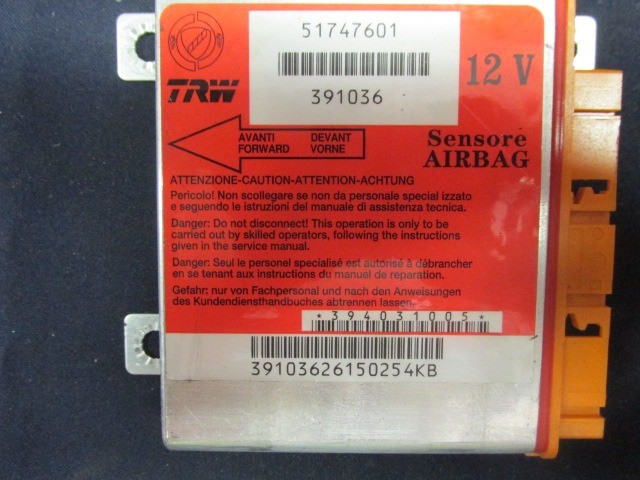 51747601
12 V
TRW
391036
AVANTI DEVANT
FORWARD VORNE
Sensore
AIRBAG
ATTENZIONE-CAUTION-ATTENTION-ACHTUNG
Pericolo! Non scollegare se non da personale special izzato
e seguendo le istruzioni del manuale di assistenza tecnica.
Danger: Do not disconnect! This operation is only to be
carried out by skilled operators, following the instructions
given in the service manual.
Danger: Seul le personel specialisé est autorisé à débrancher
en se tenant aux instructions du manuel de reparation.
Gefahr: nur von Fachpersonal und nach den Anweisungen
des Kundendiensthandbuches abtrennen lassen.
*394031005*
39103626150254KB